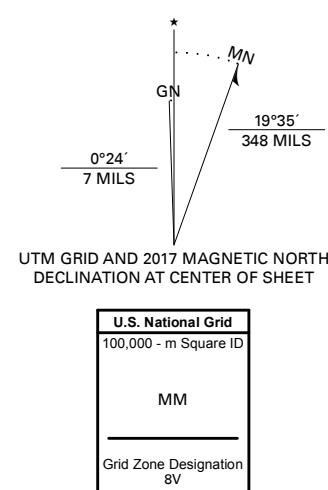 ★
MN
GN
19°35´
348 MILS
0°24´
7 MILS
UTM GRID AND 2017 MAGNETIC NORTH
DECLINATION AT CENTER OF SHEET
U.S. National Grid
100,000 - m Square ID
MM
Grid Zone Designation
8V